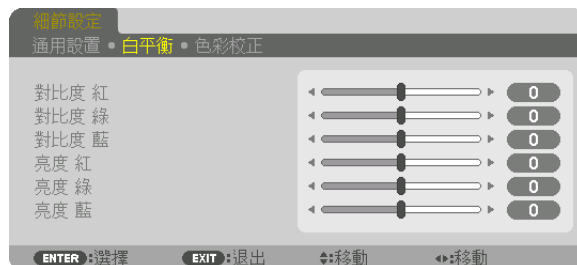 細節設定
通用設置 • 白平衡 • 色彩校正
對比度 紅 0
對比度 綠 0
對比度 藍 0
亮度 紅 0
亮度 綠 0
亮度 藍 0
ENTER :選擇 EXIT :退出 :移動 :移動